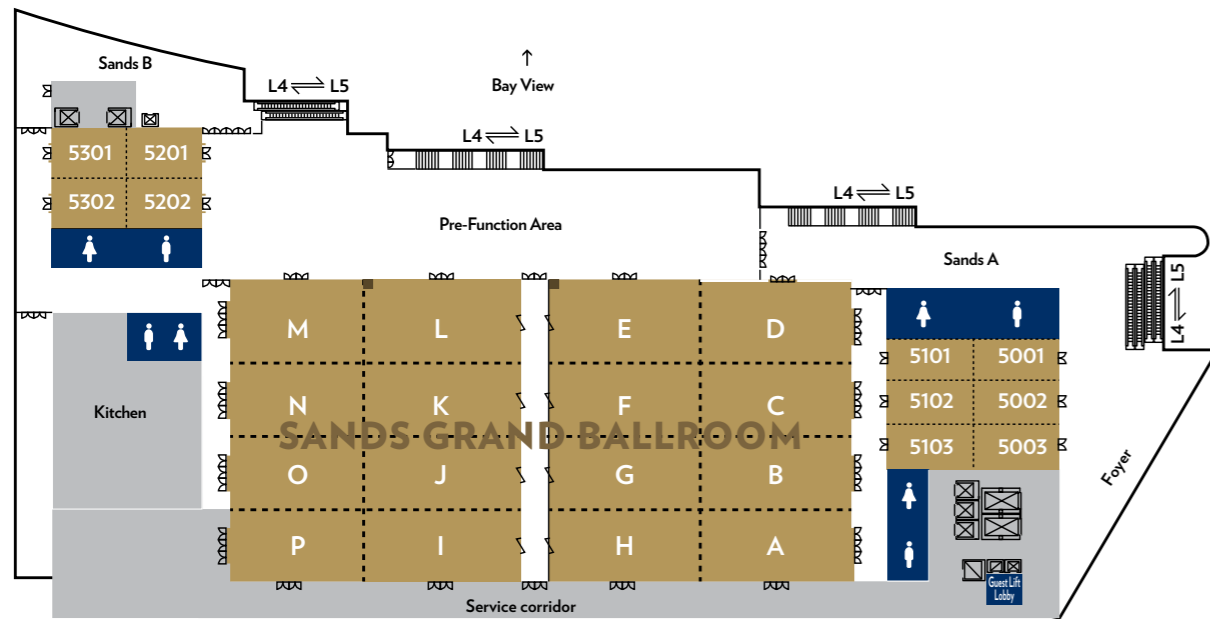 Sands B
Bay View
L4 L5
L4 L5
L4 L5
L4 L5
5301 5201
5302 5202
Pre-Function Area
Sands A
M L E D
N K F C
SANDS GRAND BALLROOM
O J G B
P I H A
5101 5001
5102 5002
5103 5003
Kitchen
Foyer
Guest Lift
Lobby
Service corridor